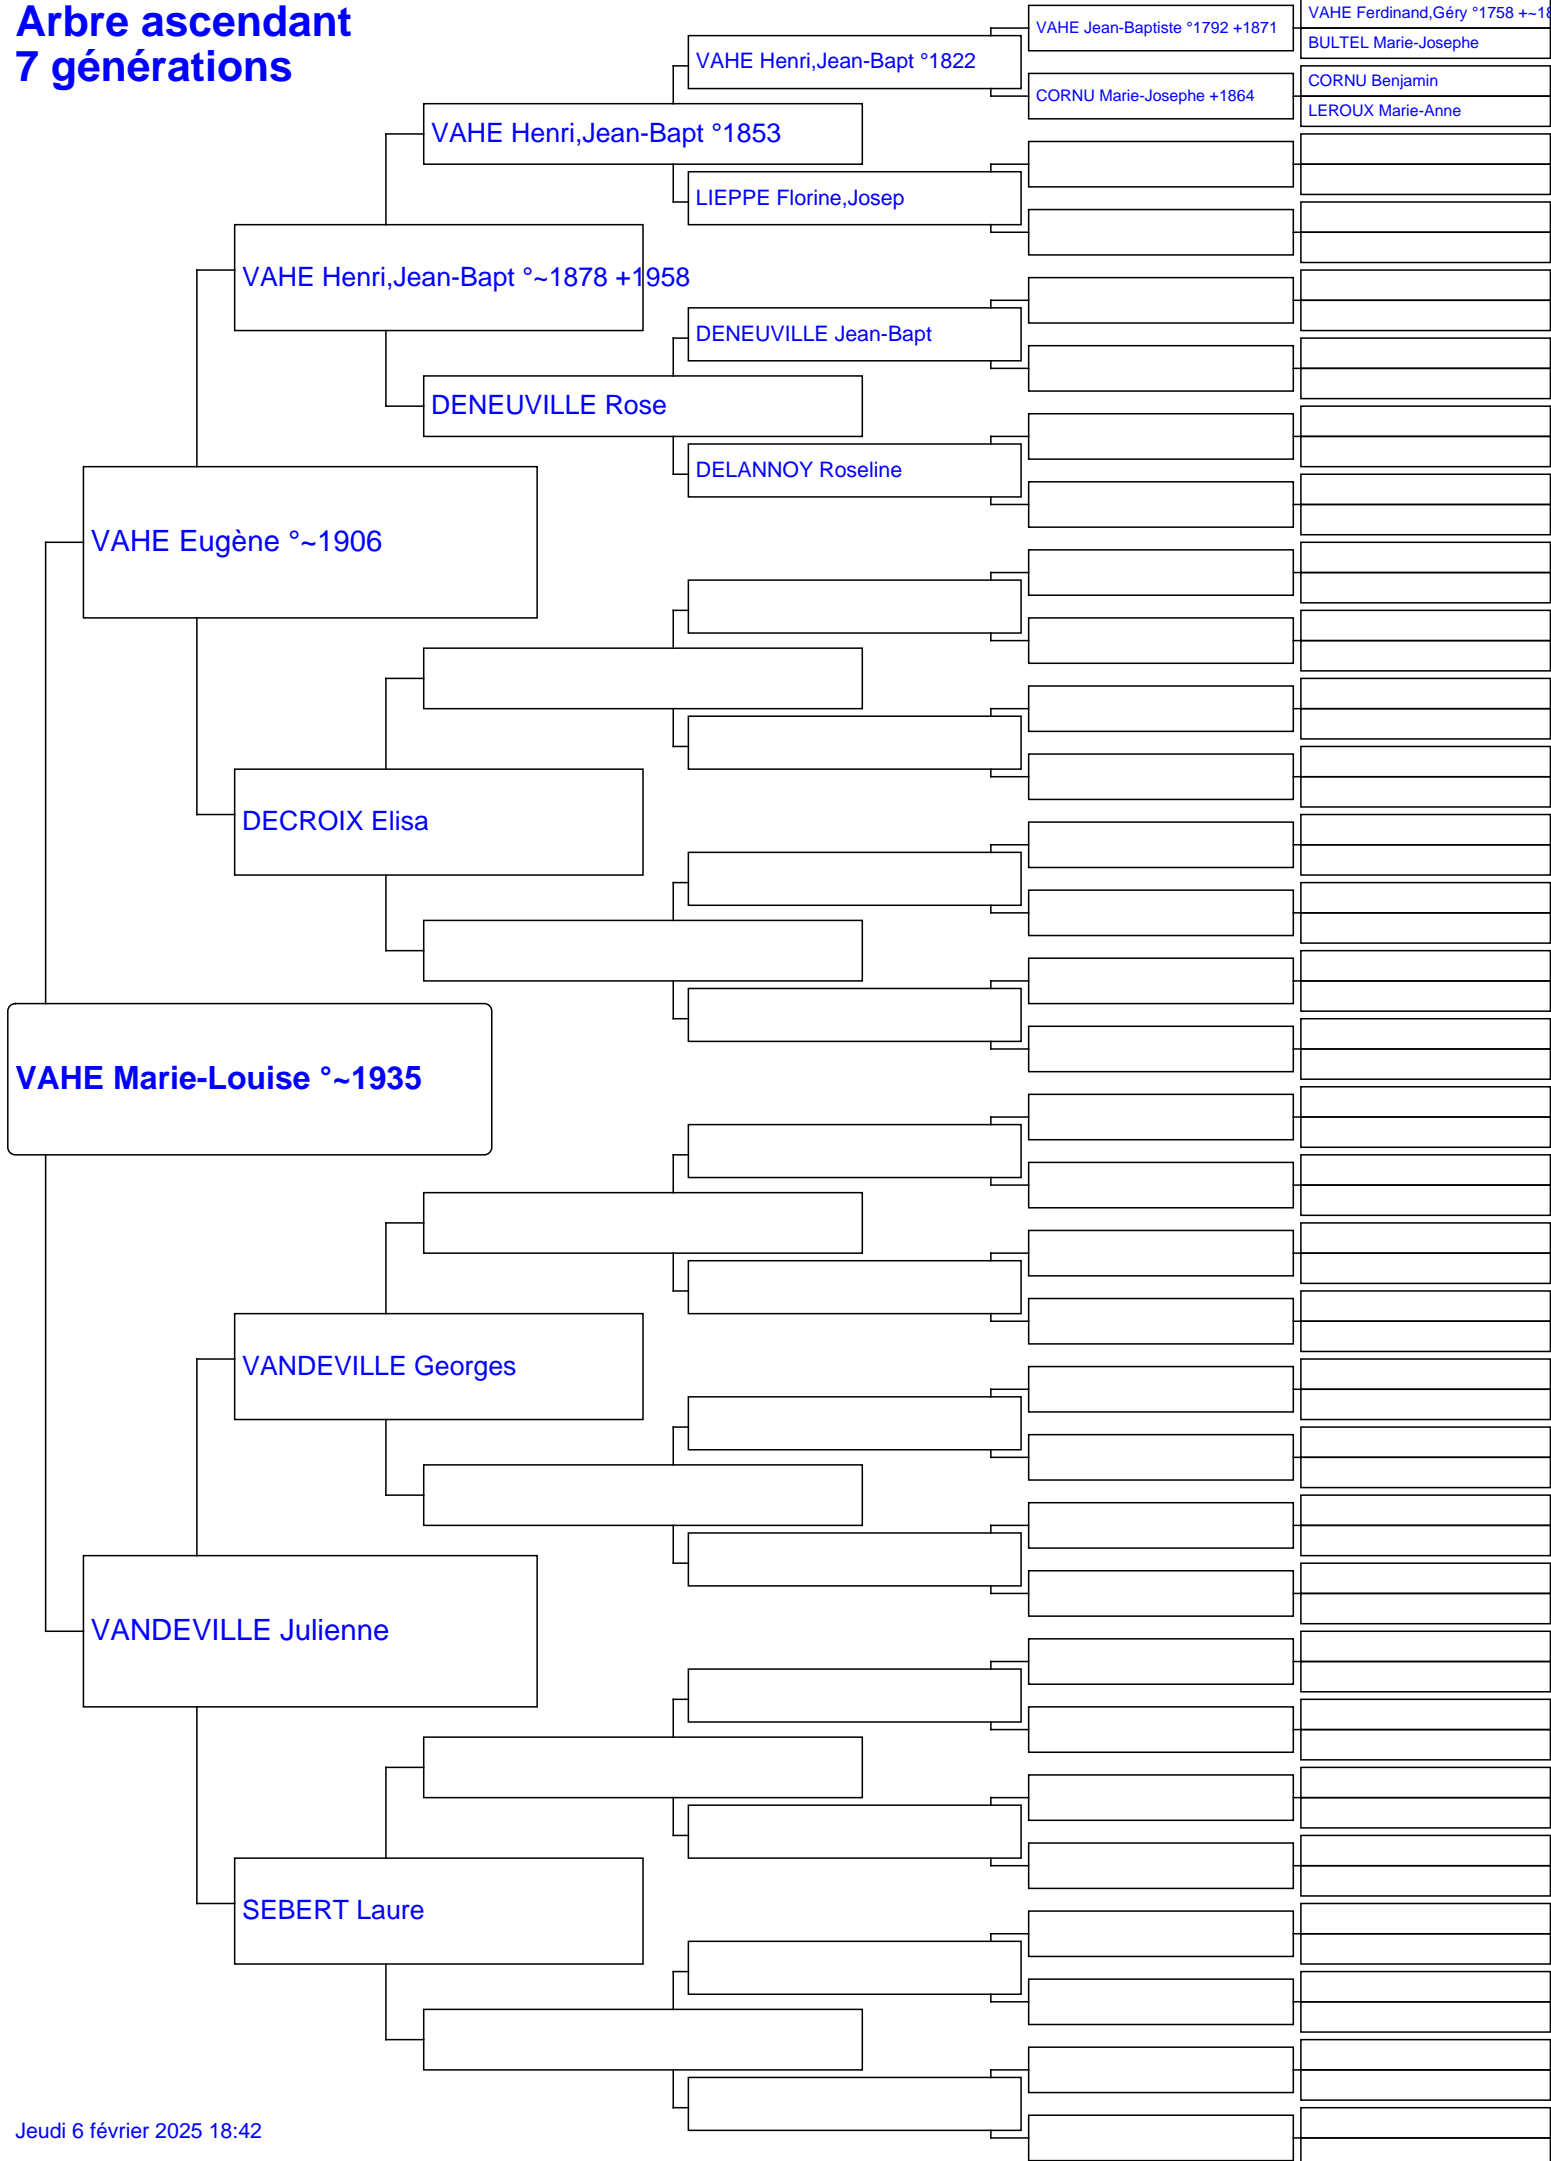 Arbre ascendant
7 générations
VAHE Ferdinand,Géry °1758 +~18
VAHE Jean-Baptiste °1792 +1871
BULTEL Marie-Josephe
VAHE Henri,Jean-Bapt °1822
CORNU Benjamin
CORNU Marie-Josephe +1864
LEROUX Marie-Anne
VAHE Henri,Jean-Bapt °1853
LIEPPE Florine,Josep
VAHE Henri,Jean-Bapt °~1878 +1958
DENEUVILLE Jean-Bapt
DENEUVILLE Rose
DELANNOY Roseline
VAHE Eugène °~1906
DECROIX Elisa
VAHE Marie-Louise °~1935
VANDEVILLE Georges
VANDEVILLE Julienne
SEBERT Laure
Jeudi 6 février 2025 18:42